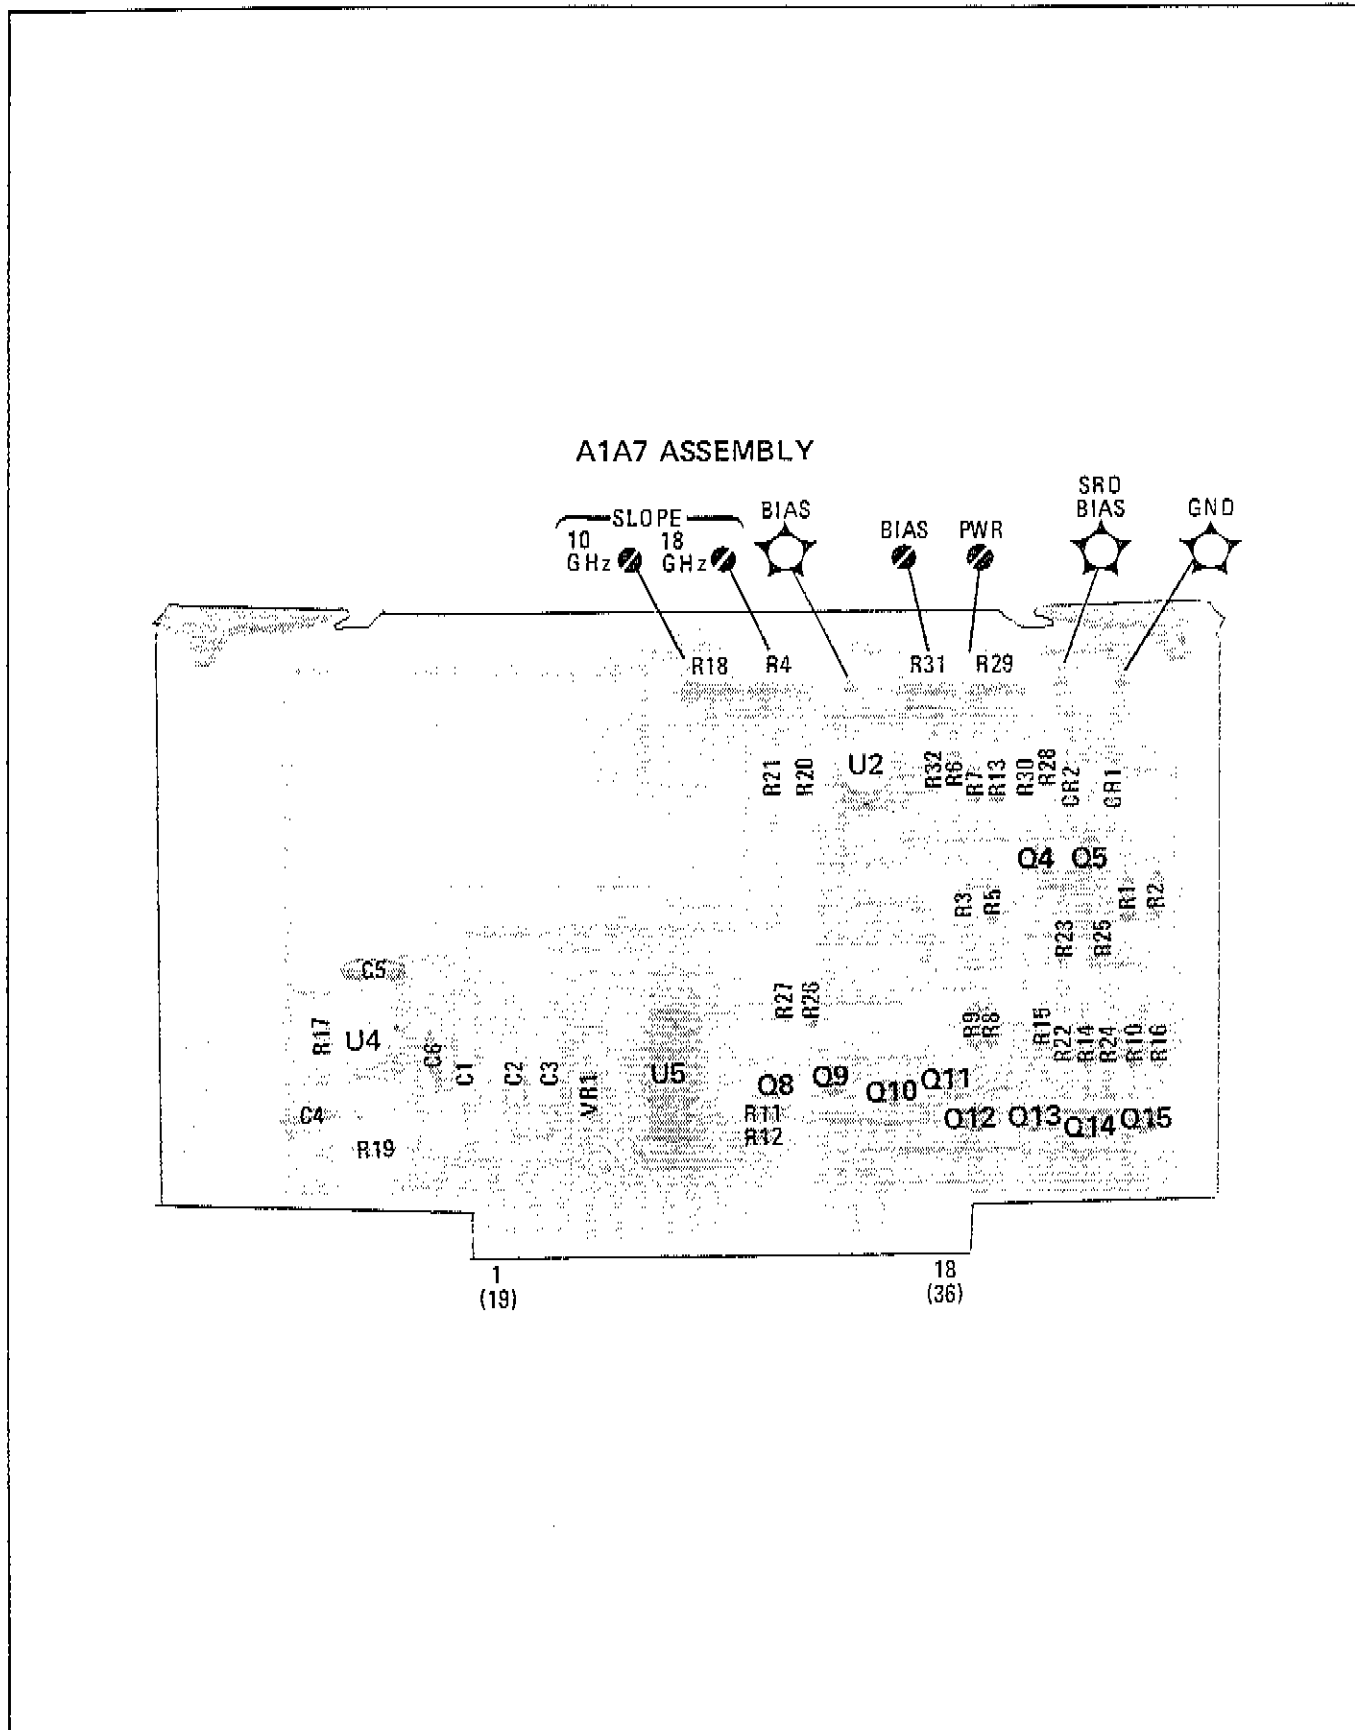 A1A7 ASSEMBLY
SLOPE
10 GHz
18 GHz
BIAS
BIAS
PWR
SRD BIAS
GND
R18
R4
R31
R29
R21
R20
U2
R32
R6
R7
R13
R30
R28
CR2
CR1
Q4
Q5
R3
R5
R1
R2
R23
R25
C5
R17
U4
C6
C1
C2
C3
VR1
U5
R27
R26
R9
R8
R15
R22
R14
R24
R10
R16
Q8
Q9
Q10
Q11
C4
R11
R12
Q12
Q13
Q14
Q15
R19
1
(19)
18
(36)